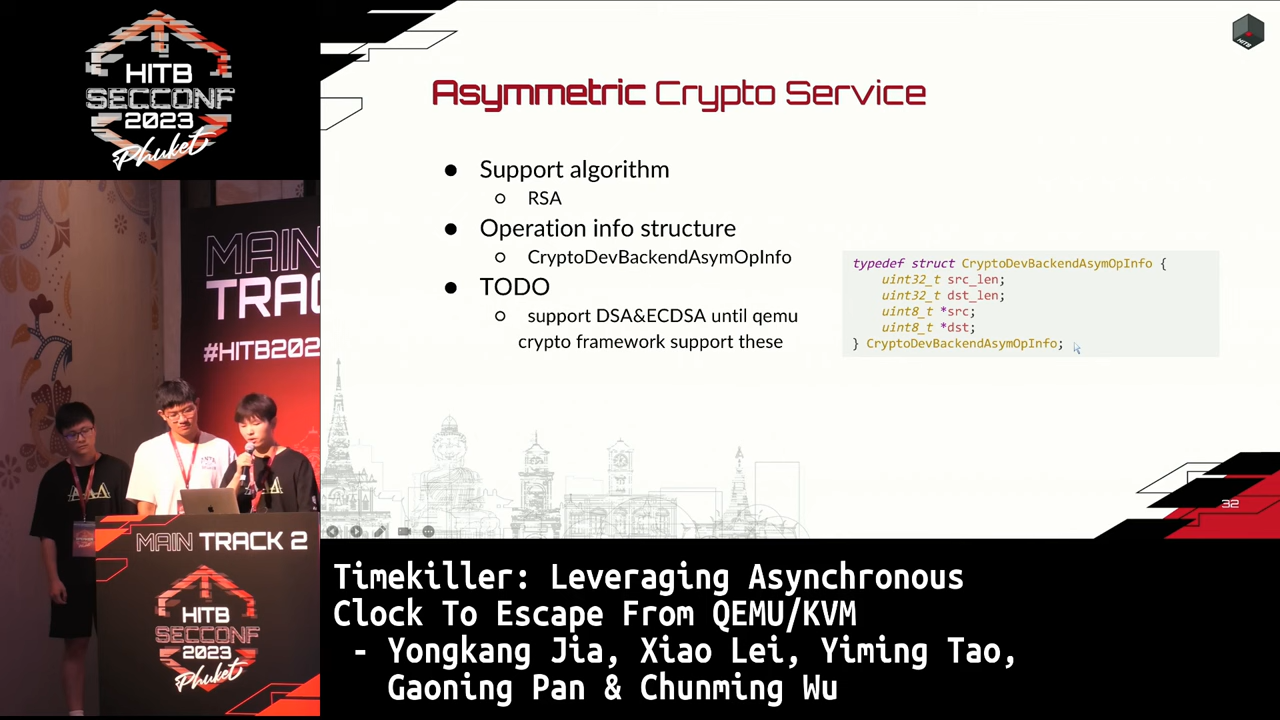 HITB
SECCONF
2023
Phuket
HITB
Asymmetric Crypto Service
● Support algorithm
○ RSA
● Operation info structure
○ CryptoDevBackendAsymOpInfo
● TODO
○ support DSA&ECDSA until qemu
crypto framework support these
typedef struct CryptoDevBackendAsymOpInfo {
uint32_t src_len;
uint32_t dst_len;
uint8_t *src;
uint8_t *dst;
} CryptoDevBackendAsymOpInfo;
32
MAIN
TRAC
#HITB202
AAA
MAIN TRACK 2
HITB
SECCONF
2023
Phuket
Timekiller: Leveraging Asynchronous
Clock To Escape From QEMU/KVM
- Yongkang Jia, Xiao Lei, Yiming Tao,
Gaoning Pan & Chunming Wu